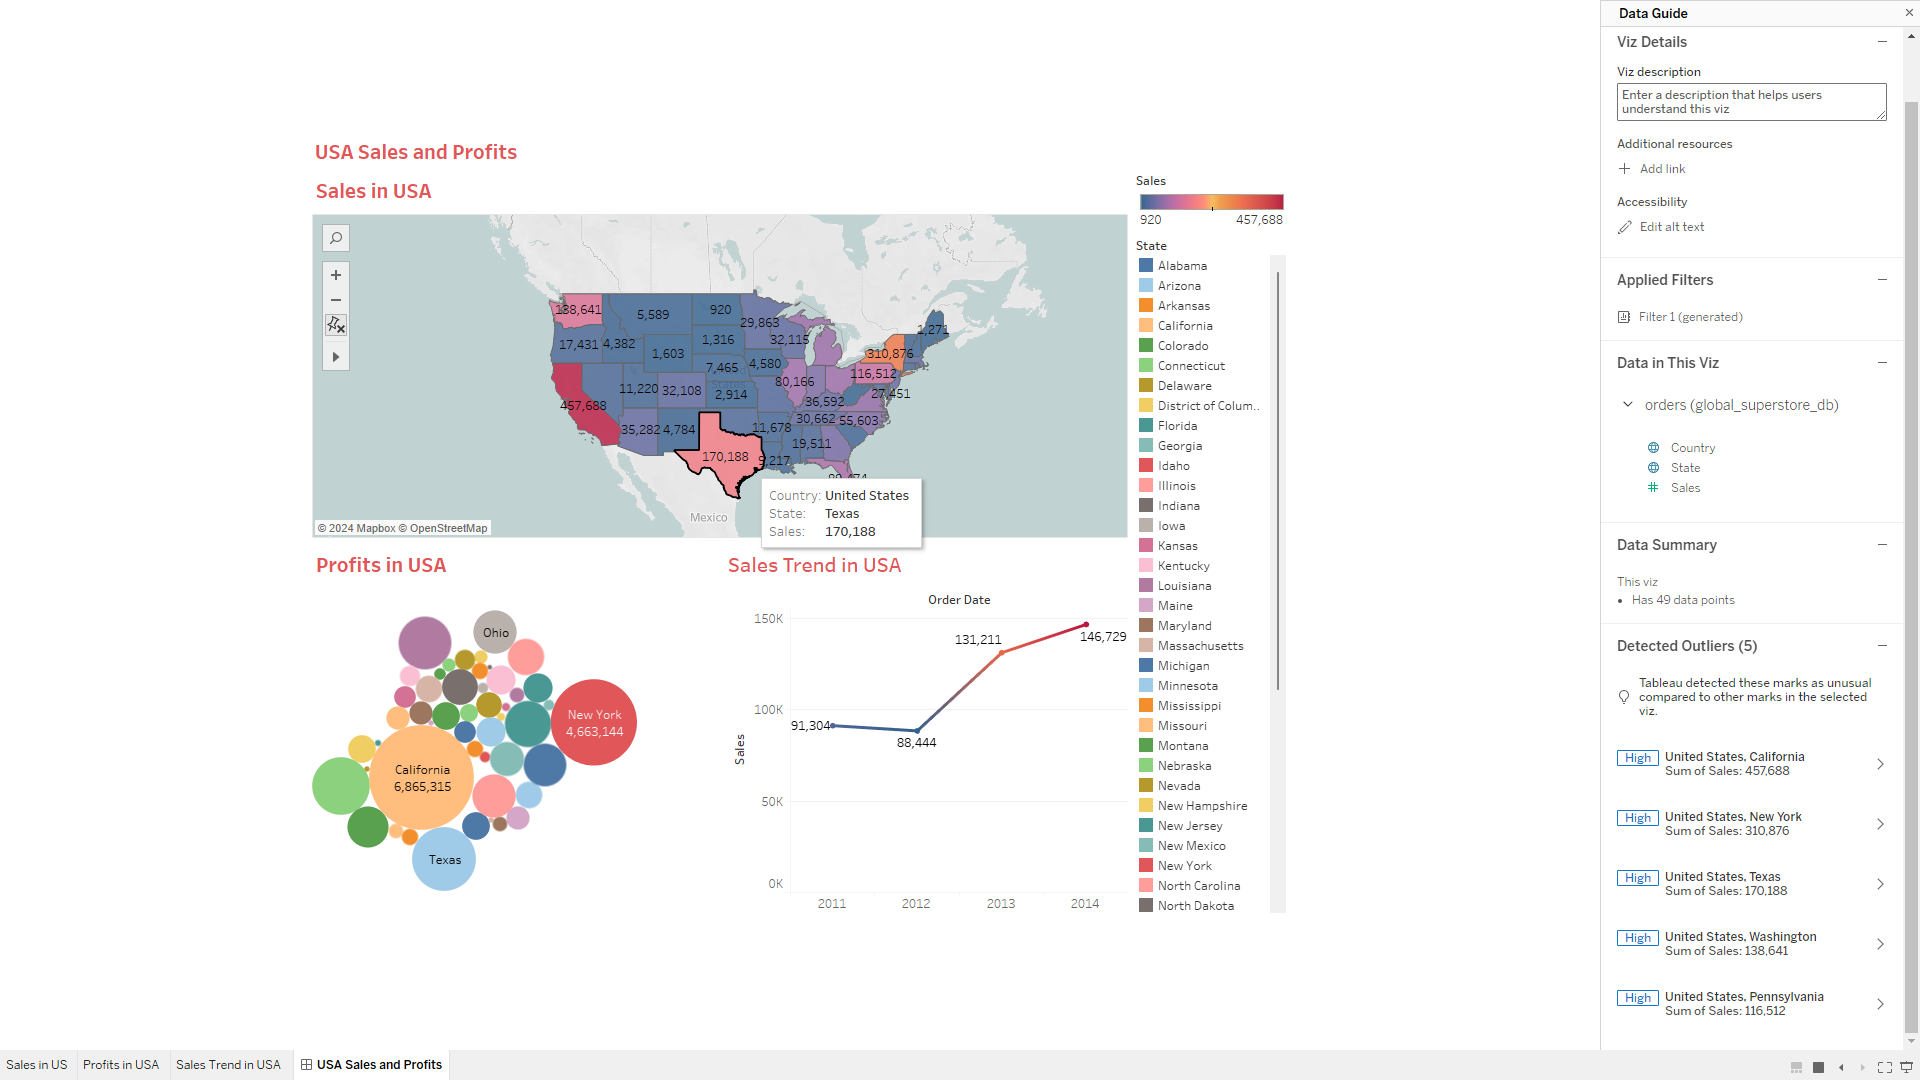 USA Sales and Profits
Sales in USA
138,641
5,589
920
29,863
1,271
17,431
4,382
1,316
32,115
1,603
310,876
7,465
4,580
116,512
80,166
11,220
32,108
2,914
27,451
457,688
36,592
30,662
55,603
35,282
4,784
11,678
19,511
170,188
9,217
Mexico
Country: United States
State: Texas
Sales: 170,188
© 2024 Mapbox © OpenStreetMap
Profits in USA
Ohio
New York
4,663,144
California
6,865,315
Texas
Sales Trend in USA
Order Date
Sales
150K
100K
50K
0K
91,304
88,444
131,211
146,729
2011
2012
2013
2014
Sales
920
457,688
State
Alabama
Arizona
Arkansas
California
Colorado
Connecticut
Delaware
District of Colum..
Florida
Georgia
Idaho
Illinois
Indiana
Iowa
Kansas
Kentucky
Louisiana
Maine
Maryland
Massachusetts
Michigan
Minnesota
Mississippi
Missouri
Montana
Nebraska
Nevada
New Hampshire
New Jersey
New Mexico
New York
North Carolina
North Dakota
Data Guide
Viz Details
Viz description
Enter a description that helps users
understand this viz
Additional resources
Add link
Accessibility
Edit alt text
Applied Filters
Filter 1 (generated)
Data in This Viz
orders (global_superstore_db)
Country
State
Sales
Data Summary
This viz
• Has 49 data points
Detected Outliers (5)
Tableau detected these marks as unusual
compared to other marks in the selected
viz.
High
United States, California
Sum of Sales: 457,688
High
United States, New York
Sum of Sales: 310,876
High
United States, Texas
Sum of Sales: 170,188
High
United States, Washington
Sum of Sales: 138,641
High
United States, Pennsylvania
Sum of Sales: 116,512
Sales in US
Profits in USA
Sales Trend in USA
USA Sales and Profits